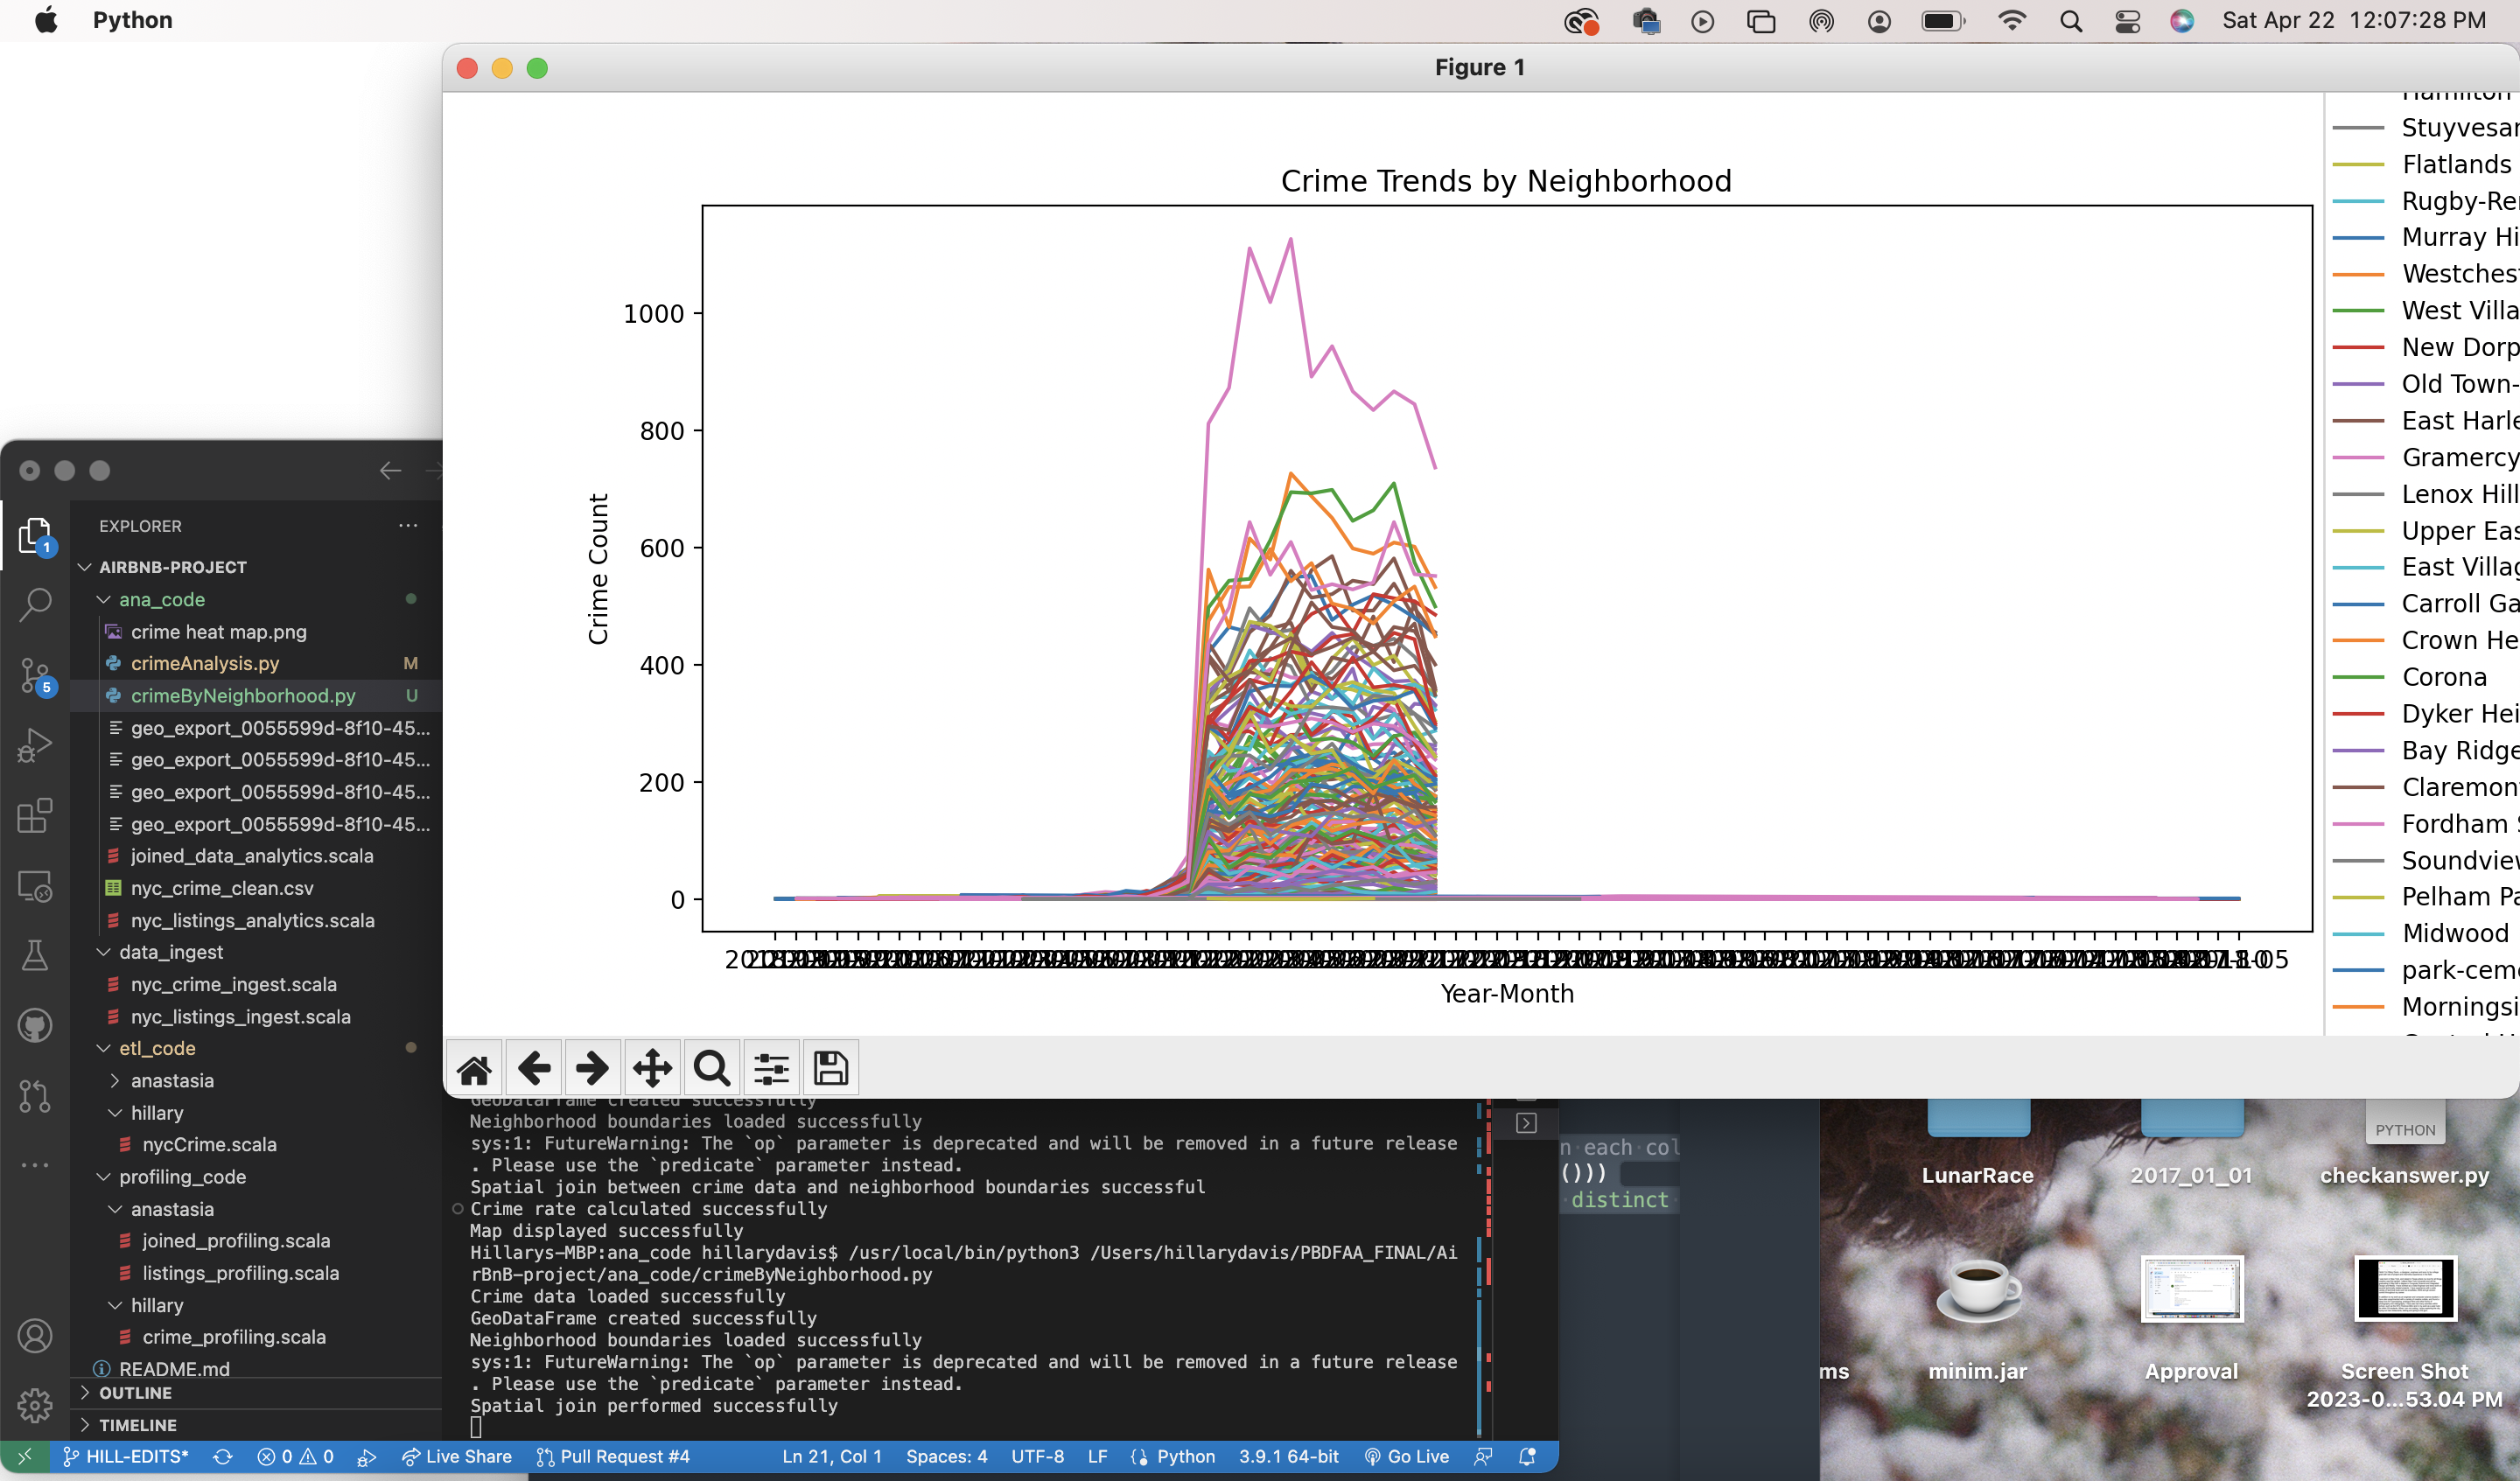 Python
Sat Apr 22 12:07:28 PM
Figure 1
Crime Trends by Neighborhood
1000
800
600
400
200
0
Crime Count
Year-Month
Hamilton
Stuyvesan
Flatlands
Rugby-Re
Murray Hi
Westches
West Villa
New Dorp
Old Town-
East Harle
Gramercy
Lenox Hill
Upper Eas
East Villag
Carroll Ga
Crown He
Corona
Dyker Hei
Bay Ridge
Claremon
Fordham S
Soundview
Pelham Pa
Midwood
park-ceme
Morningsi
EXPLORER
AIRBNB-PROJECT
ana_code
crime heat map.png
crimeAnalysis.py M
crimeByNeighborhood.py U
geo_export_0055599d-8f10-45...
geo_export_0055599d-8f10-45...
geo_export_0055599d-8f10-45...
geo_export_0055599d-8f10-45...
joined_data_analytics.scala
nyc_crime_clean.csv
nyc_listings_analytics.scala
data_ingest
nyc_crime_ingest.scala
nyc_listings_ingest.scala
etl_code
anastasia
hillary
nycCrime.scala
profiling_code
anastasia
joined_profiling.scala
listings_profiling.scala
hillary
crime_profiling.scala
README.md
OUTLINE
TIMELINE
1
5
GeoDataFrame created successfully
Neighborhood boundaries loaded successfully
sys:1: FutureWarning: The `op` parameter is deprecated and will be removed in a future release
. Please use the `predicate` parameter instead.
Spatial join between crime data and neighborhood boundaries successful
Crime rate calculated successfully
Map displayed successfully
Hillarys-MBP:ana_code hillarydavis$ /usr/local/bin/python3 /Users/hillarydavis/PBDFAA_FINAL/Ai
rBnB-project/ana_code/crimeByNeighborhood.py
Crime data loaded successfully
GeoDataFrame created successfully
Neighborhood boundaries loaded successfully
sys:1: FutureWarning: The `op` parameter is deprecated and will be removed in a future release
. Please use the `predicate` parameter instead.
Spatial join performed successfully
n each col
()))
distinct
PYTHON
LunarRace
2017_01_01
checkanswer.py
ms
minim.jar
Approval
Screen Shot
2023-0...53.04 PM
HILL-EDITS* 0 0 Live Share Pull Request #4 Ln 21, Col 1 Spaces: 4 UTF-8 LF Python 3.9.1 64-bit Go Live